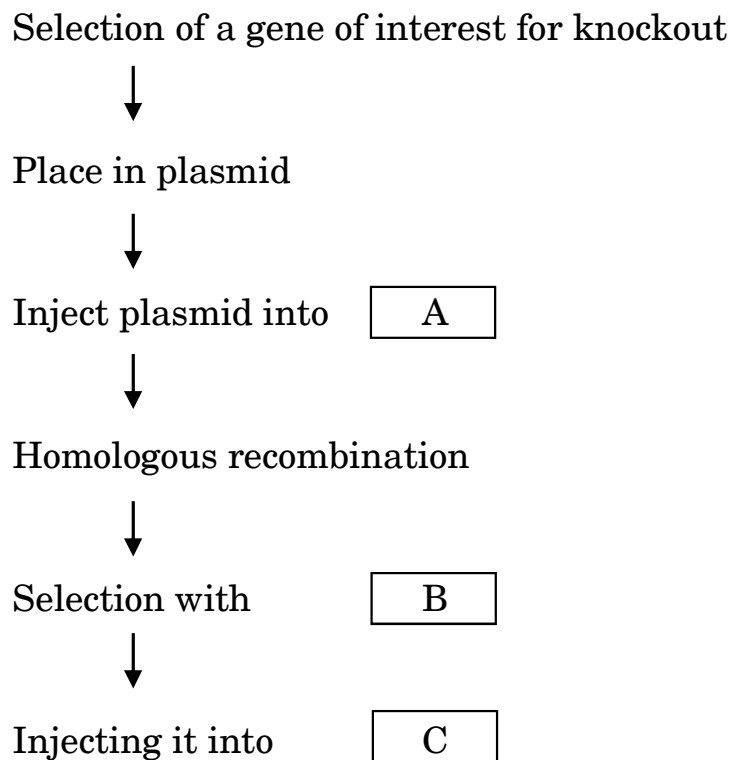 Selection of a gene of interest for knockout
Place in plasmid
Inject plasmid into A
Homologous recombination
Selection with B
Injecting it into C